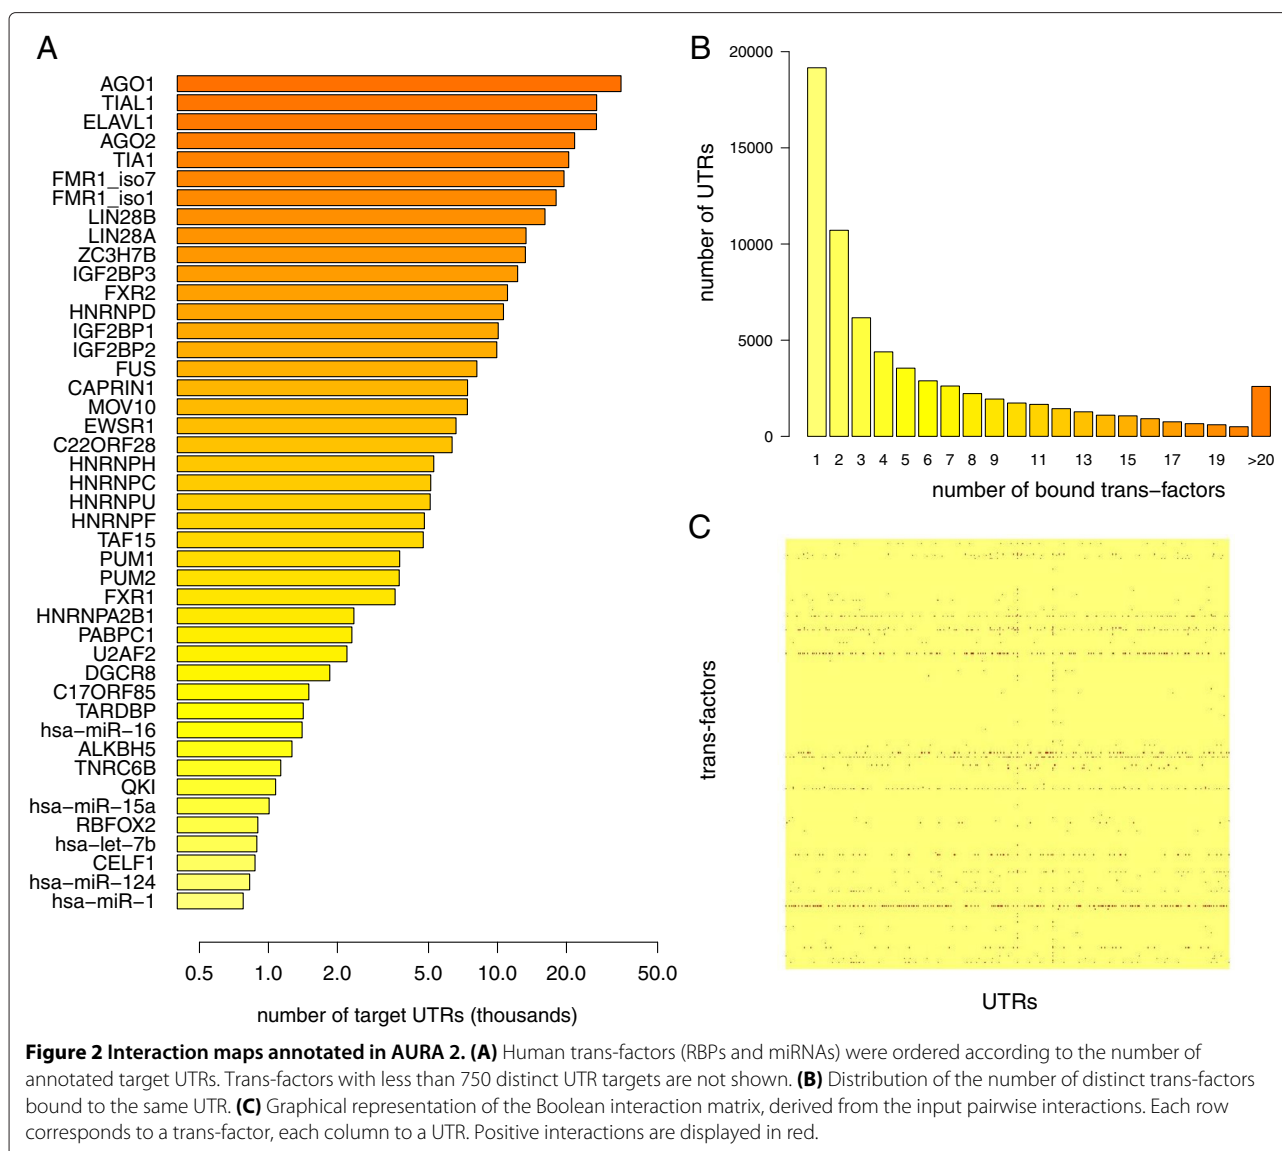 A
AGO1
TIAL1
ELAVL1
AGO2
TIA1
FMR1_iso7
FMR1_iso1
LIN28B
LIN28A
ZC3H7B
IGF2BP3
FXR2
HNRNPD
IGF2BP1
IGF2BP2
FUS
CAPRIN1
MOV10
EWSR1
C22ORF28
HNRNPH
HNRNPC
HNRNPU
HNRNPF
TAF15
PUM1
PUM2
FXR1
HNRNPA2B1
PABPC1
U2AF2
DGCR8
C17ORF85
TARDBP
hsa−miR−16
ALKBH5
TNRC6B
QKI
hsa−miR−15a
RBFOX2
hsa−let−7b
CELF1
hsa−miR−124
hsa−miR−1
0.5 1.0 2.0 5.0 10.0 20.0 50.0
number of target UTRs (thousands)
B
20000
15000
10000
5000
0
number of UTRs
1 2 3 4 5 6 7 8 9 11 13 15 17 19 >20
number of bound trans−factors
C
trans-factors
UTRs
Figure 2 Interaction maps annotated in AURA 2. (A) Human trans-factors (RBPs and miRNAs) were ordered according to the number of
annotated target UTRs. Trans-factors with less than 750 distinct UTR targets are not shown. (B) Distribution of the number of distinct trans-factors
bound to the same UTR. (C) Graphical representation of the Boolean interaction matrix, derived from the input pairwise interactions. Each row
corresponds to a trans-factor, each column to a UTR. Positive interactions are displayed in red.